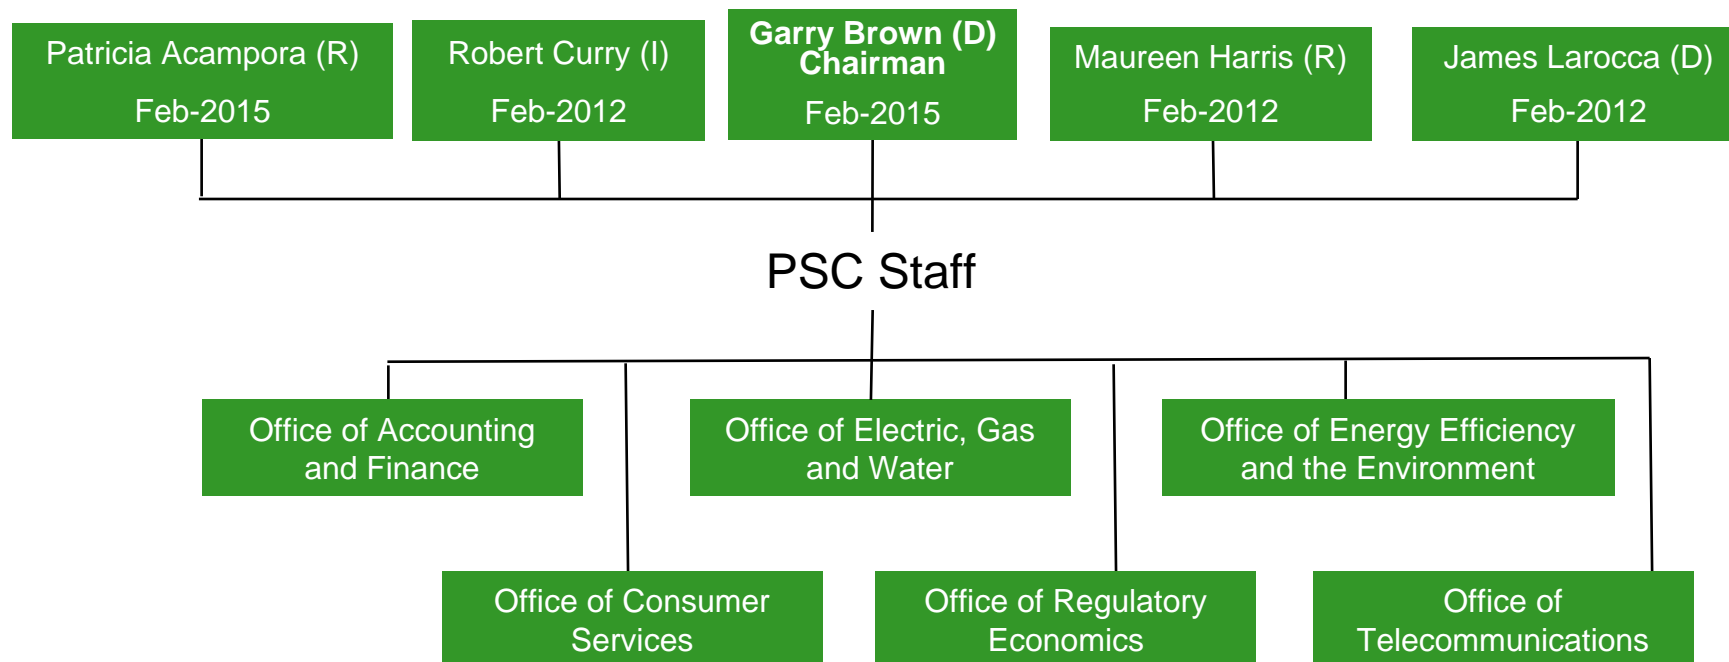 Patricia Acampora (R)
Feb-2015
Robert Curry (I)
Feb-2012
Garry Brown (D)
Chairman
Feb-2015
Maureen Harris (R)
Feb-2012
James Larocca (D)
Feb-2012
PSC Staff
Office of Accounting
and Finance
Office of Electric, Gas
and Water
Office of Energy Efficiency
and the Environment
Office of Consumer
Services
Office of Regulatory
Economics
Office of
Telecommunications